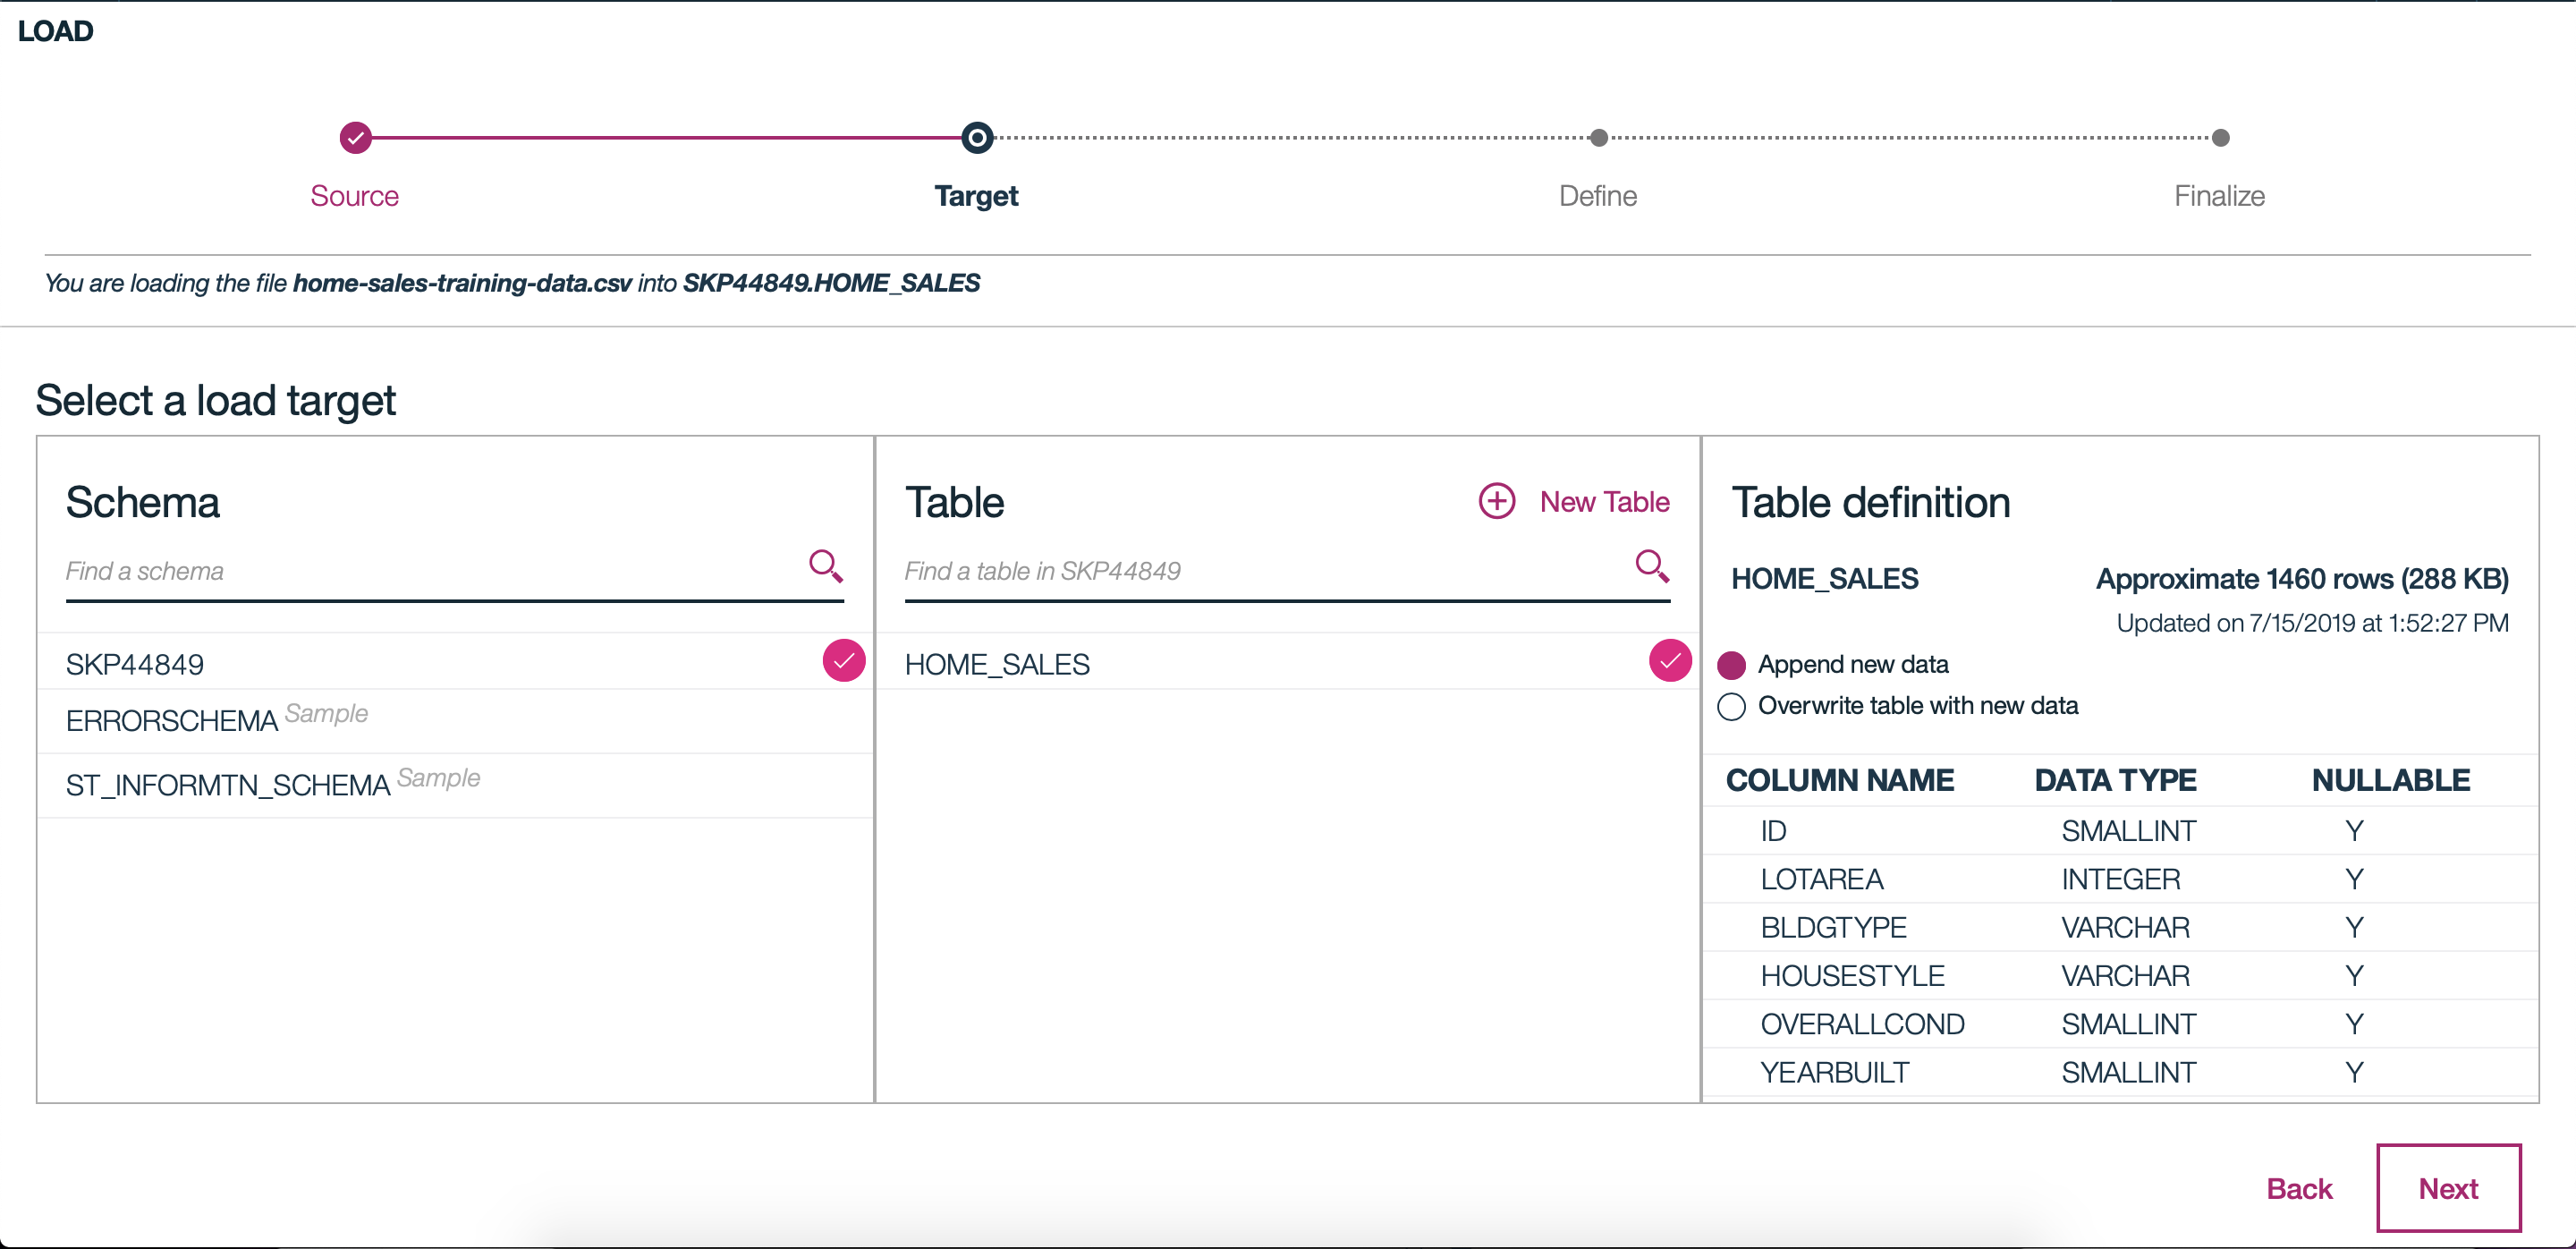 LOAD
Source
Target
Define
Finalize
You are loading the file home-sales-training-data.csv into SKP44849.HOME_SALES
Select a load target
Schema
Find a schema
SKP44849
ERRORSCHEMA Sample
ST_INFORMTN_SCHEMA Sample
Table
New Table
Find a table in SKP44849
HOME_SALES
Table definition
HOME_SALES Approximate 1460 rows (288 KB)
Updated on 7/15/2019 at 1:52:27 PM
Append new data
Overwrite table with new data
COLUMN NAME DATA TYPE NULLABLE
ID SMALLINT Y
LOTAREA INTEGER Y
BLDGTYPE VARCHAR Y
HOUSESTYLE VARCHAR Y
OVERALLCOND SMALLINT Y
YEARBUILT SMALLINT Y
Back
Next